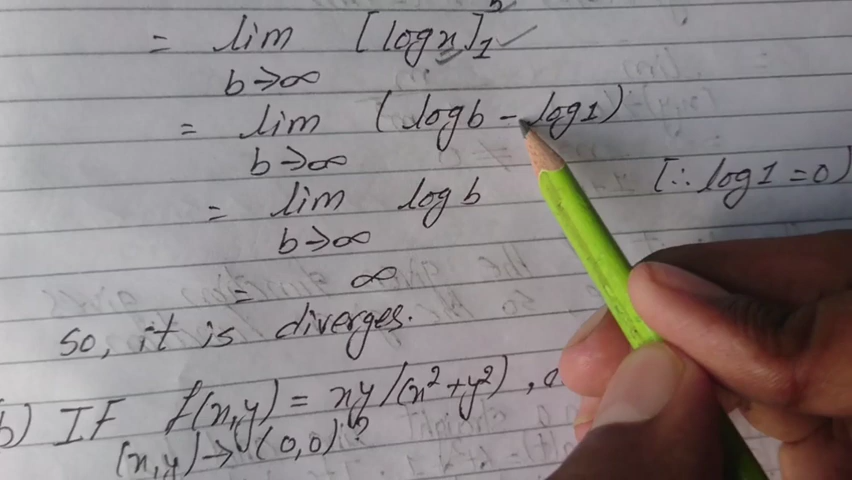 = lim [log x]₁ᵇ
b→∞
= lim (log b - log 1)
b→∞
= lim log b [∵ log 1 = 0)
b→∞
= ∞
so, it is diverges.
b) IF f(x,y) = xy/(x²+y²),
(x,y) → (0,0)?